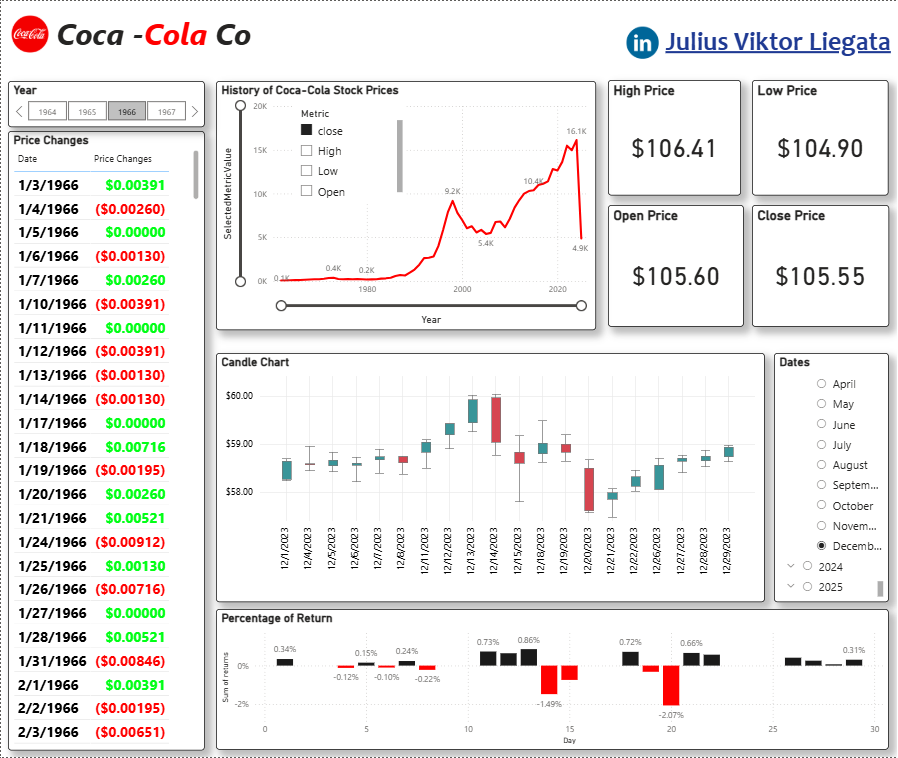 Coca-Cola
Coca -Cola Co
in Julius Viktor Liegata
Year
1964 1965 1966 1967
Price Changes
Date Price Changes
1/3/1966 $0.00391
1/4/1966 ($0.00260)
1/5/1966 $0.00000
1/6/1966 ($0.00130)
1/7/1966 $0.00260
1/10/1966 ($0.00391)
1/11/1966 $0.00000
1/12/1966 ($0.00391)
1/13/1966 ($0.00130)
1/14/1966 ($0.00130)
1/17/1966 $0.00000
1/18/1966 $0.00716
1/19/1966 ($0.00195)
1/20/1966 $0.00260
1/21/1966 $0.00521
1/24/1966 ($0.00912)
1/25/1966 $0.00130
1/26/1966 ($0.00716)
1/27/1966 $0.00000
1/28/1966 $0.00521
1/31/1966 ($0.00846)
2/1/1966 $0.00391
2/2/1966 ($0.00195)
2/3/1966 ($0.00651)
History of Coca-Cola Stock Prices
Metric
close
High
Low
Open
SelectedMetricValue
20K
15K
10K
5K
0K
0.1K 0.4K 0.2K 9.2K 5.4K 10.4K 16.1K 4.9K
1980 2000 2020
Year
High Price
$106.41
Low Price
$104.90
Open Price
$105.60
Close Price
$105.55
Candle Chart
$60.00
$59.00
$58.00
12/1/2023
12/4/2023
12/5/2023
12/6/2023
12/7/2023
12/8/2023
12/11/2023
12/12/2023
12/13/2023
12/14/2023
12/15/2023
12/18/2023
12/19/2023
12/20/2023
12/21/2023
12/22/2023
12/26/2023
12/27/2023
12/28/2023
12/29/2023
Dates
April
May
June
July
August
Septem...
October
Novem...
Decemb...
2024
2025
Percentage of Return
Sum of returns
0%
-2%
0.34% -0.12% 0.15% -0.10% 0.24% -0.22% 0.73% 0.86% -1.49% 0.72% -2.07% 0.66% 0.31%
0 5 10 15 20 25 30
Day